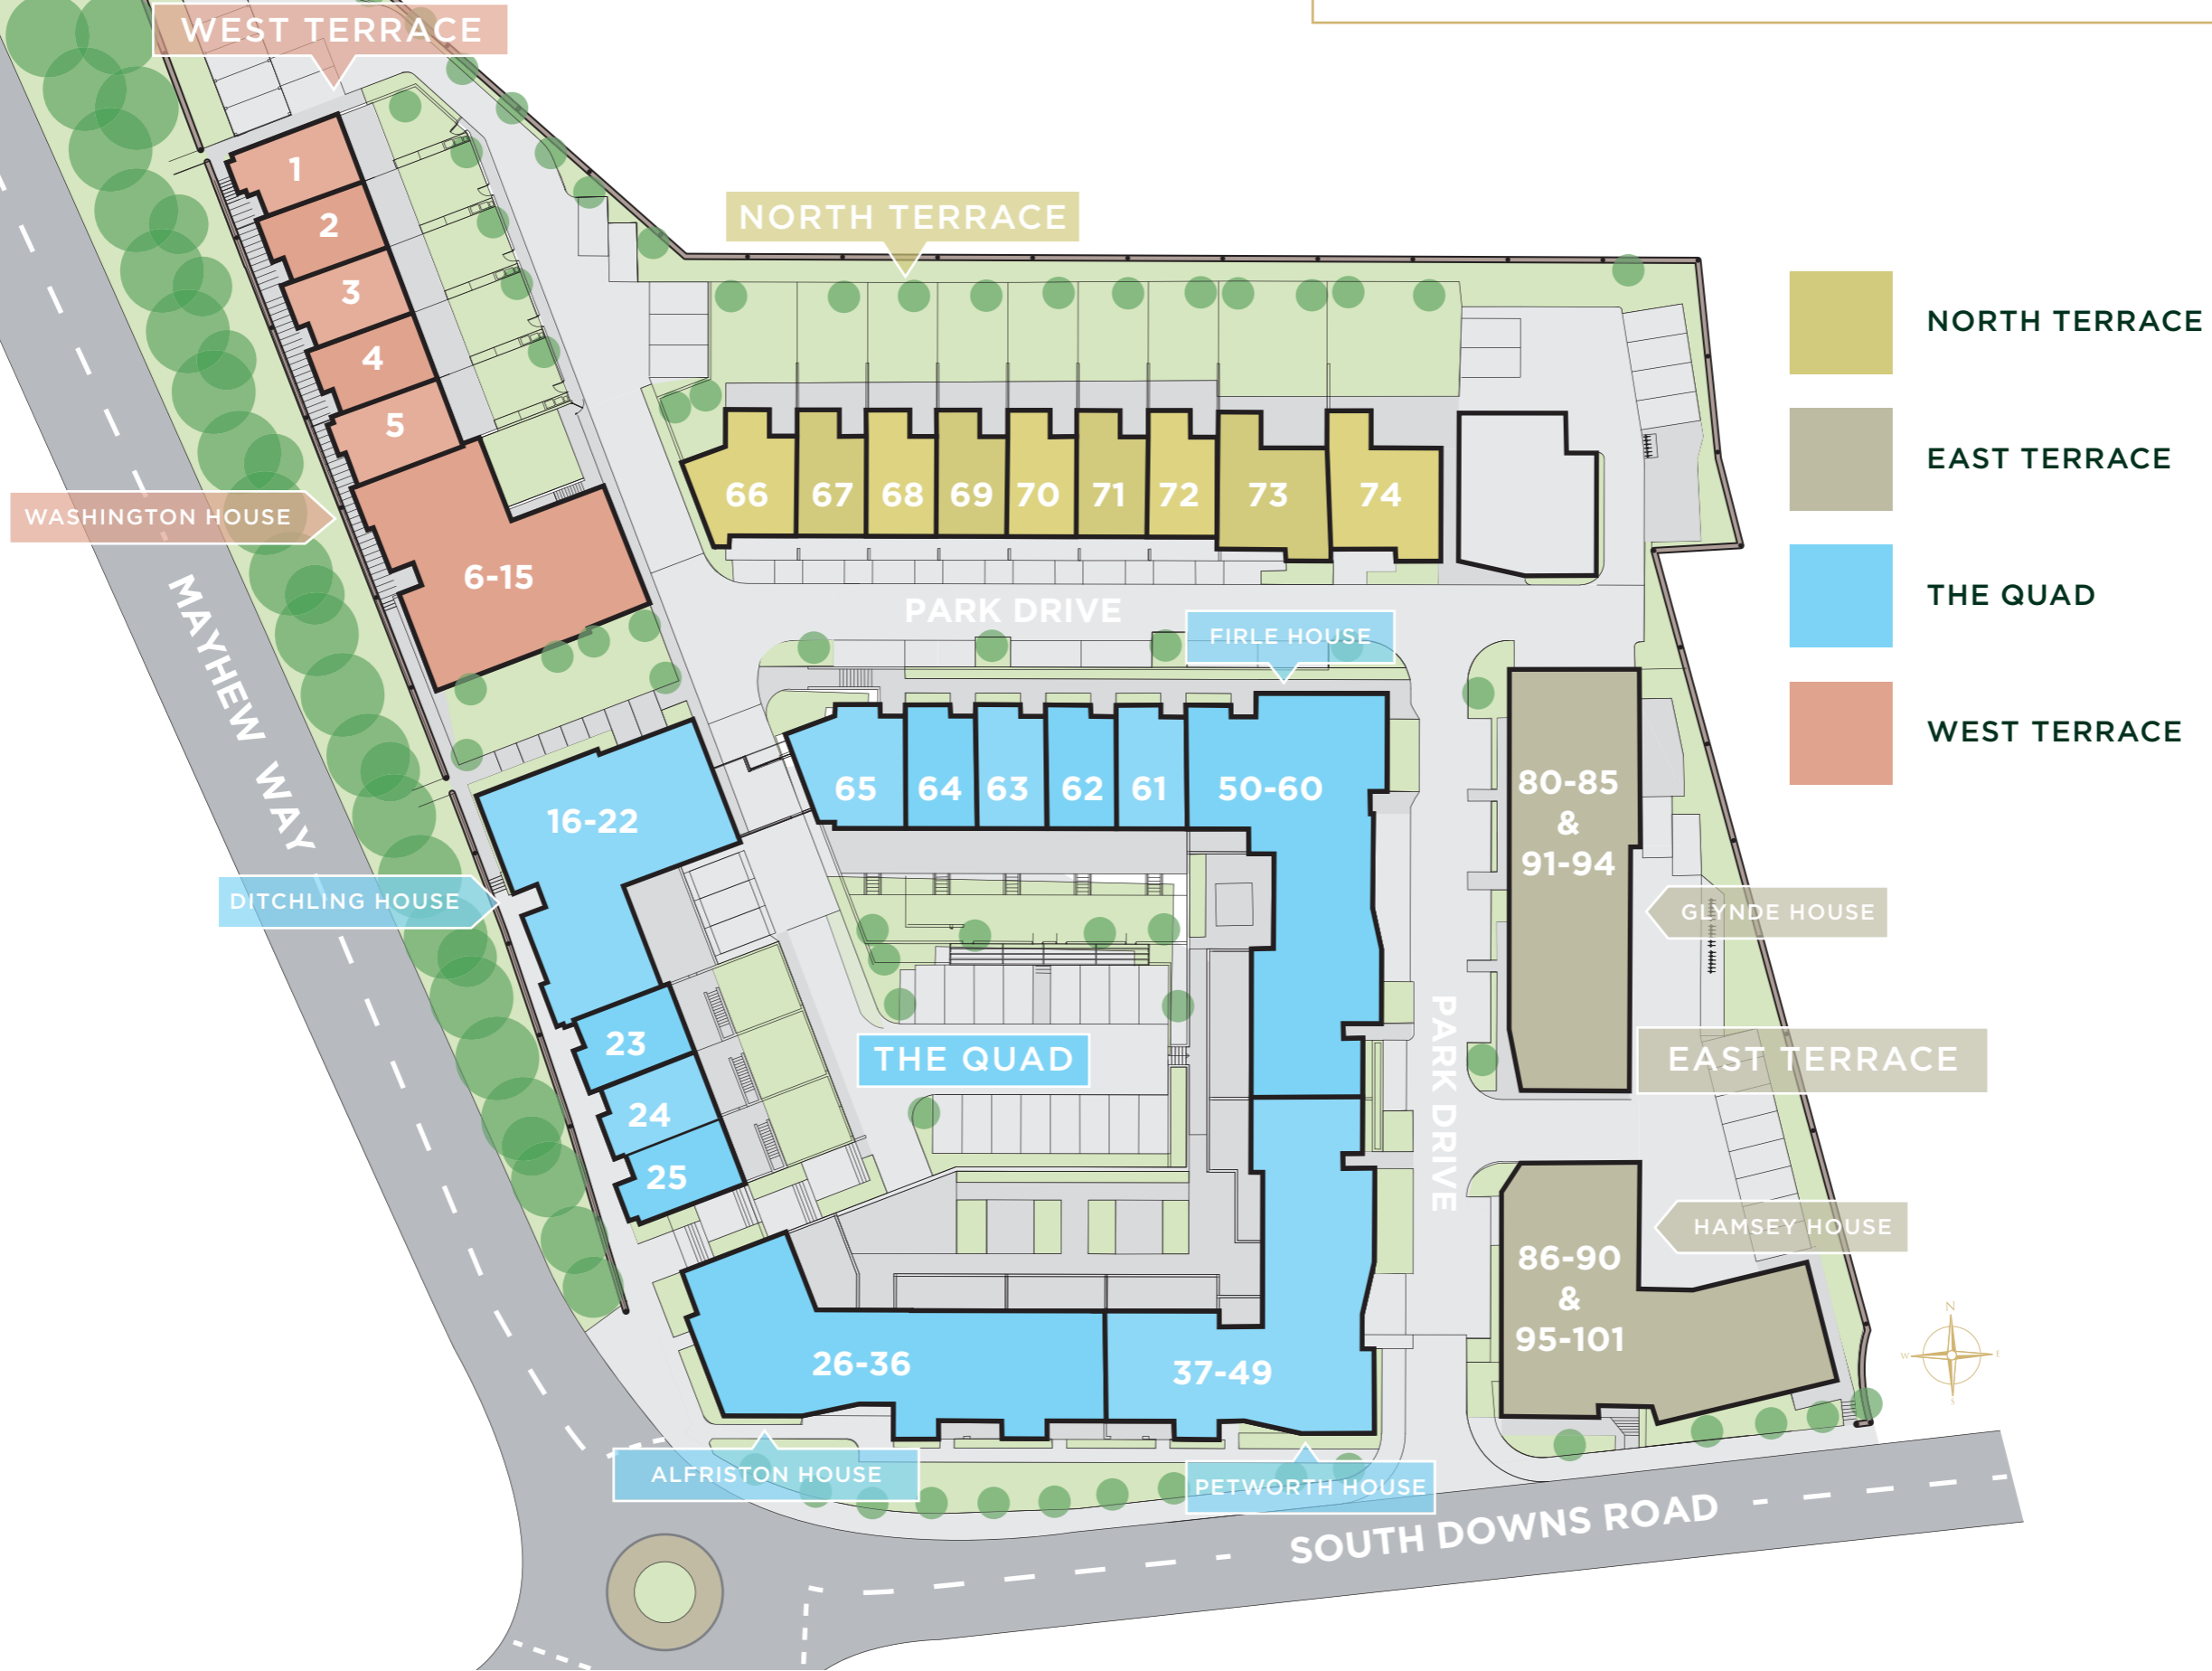 WEST TERRACE
1
2
3
4
5
WASHINGTON HOUSE
6-15
MAYHEW WAY
NORTH TERRACE
66 67 68 69 70 71 72 73 74
PARK DRIVE
FIRLE HOUSE
65 64 63 62 61 50-60
16-22
DITCHLING HOUSE
23
24
25
THE QUAD
PARK DRIVE
80-85
&
91-94
GLYNDE HOUSE
EAST TERRACE
HAMSEY HOUSE
86-90
&
95-101
26-36
37-49
ALFRISTON HOUSE
PETWORTH HOUSE
SOUTH DOWNS ROAD
NORTH TERRACE
EAST TERRACE
THE QUAD
WEST TERRACE
N
W E
S